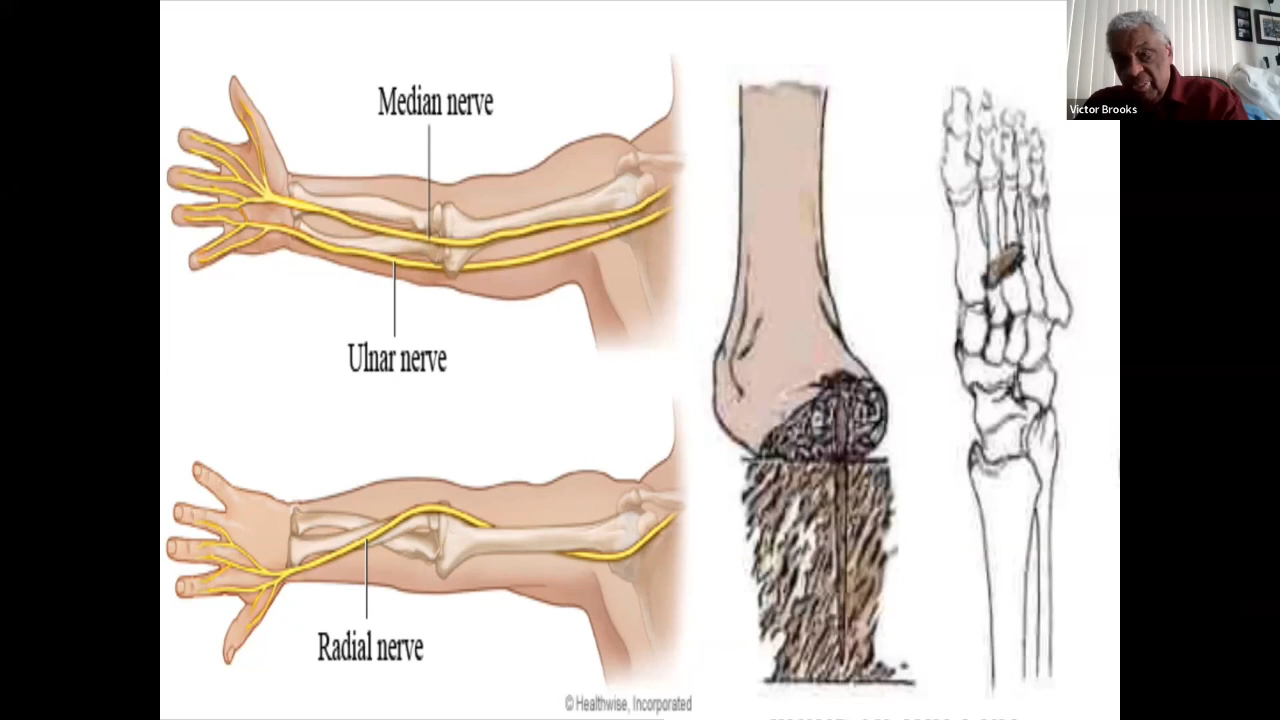 Victor Brooks
Median nerve
Ulnar nerve
Radial nerve
© Healthwise, Incorporated